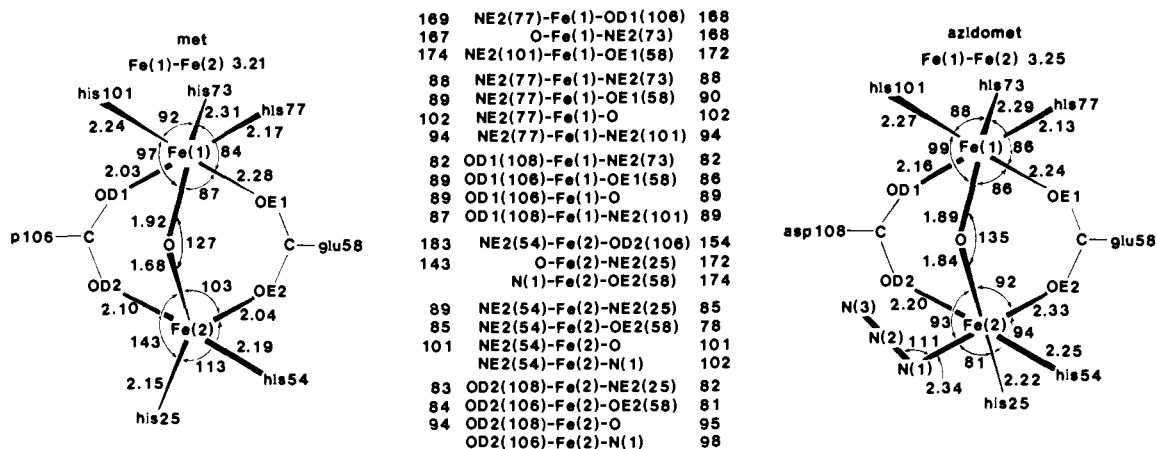 met
Fe(1)-Fe(2) 3.21
his101
his73
his77
2.24
92
2.31
2.17
97
Fe(1)
84
2.03
87
2.28
OD1
OE1
1.92
p106
C
O
127
C
glu58
1.68
OD2
103
OE2
2.10
2.04
Fe(2)
143
2.19
113
his54
2.15
his25
169 NE2(77)-Fe(1)-OD1(106) 168
167 O-Fe(1)-NE2(73) 168
174 NE2(101)-Fe(1)-OE1(58) 172
88 NE2(77)-Fe(1)-NE2(73) 88
89 NE2(77)-Fe(1)-OE1(58) 90
102 NE2(77)-Fe(1)-O 102
94 NE2(77)-Fe(1)-NE2(101) 94
82 OD1(108)-Fe(1)-NE2(73) 82
89 OD1(106)-Fe(1)-OE1(58) 86
89 OD1(106)-Fe(1)-O 89
87 OD1(108)-Fe(1)-NE2(101) 89
183 NE2(54)-Fe(2)-OD2(106) 154
143 O-Fe(2)-NE2(25) 172
N(1)-Fe(2)-OE2(58) 174
89 NE2(54)-Fe(2)-NE2(25) 85
85 NE2(54)-Fe(2)-OE2(58) 78
101 NE2(54)-Fe(2)-O 101
NE2(54)-Fe(2)-N(1) 102
83 OD2(108)-Fe(2)-NE2(25) 82
84 OD2(106)-Fe(2)-OE2(58) 81
94 OD2(108)-Fe(2)-O 95
OD2(106)-Fe(2)-N(1) 98
azidomet
Fe(1)-Fe(2) 3.25
his101
his73
his77
2.27
88
2.29
2.13
99
Fe(1)
86
2.16
86
2.24
OD1
OE1
1.89
asp108
C
O
135
C
glu58
1.84
OD2
92
OE2
2.20
2.33
N(3)
93
Fe(2)
94
N(2)
111
2.25
N(1)
81
his54
2.34
2.22
his25